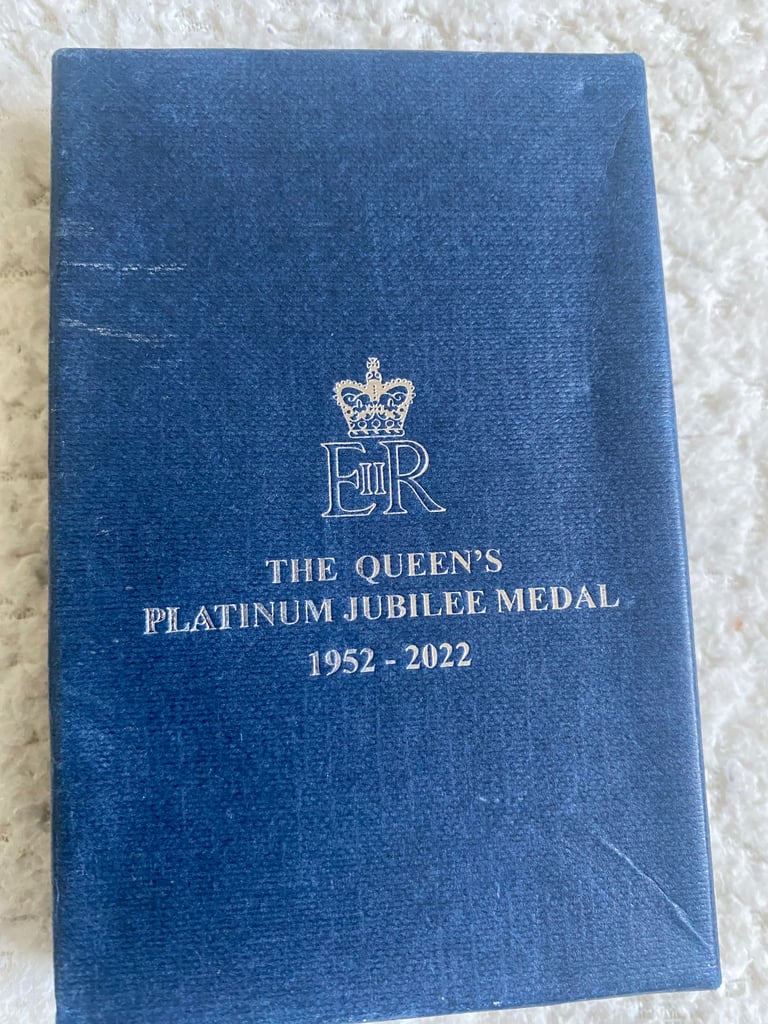 EIIR
THE QUEEN'S
PLATINUM JUBILEE MEDAL
1952 - 2022